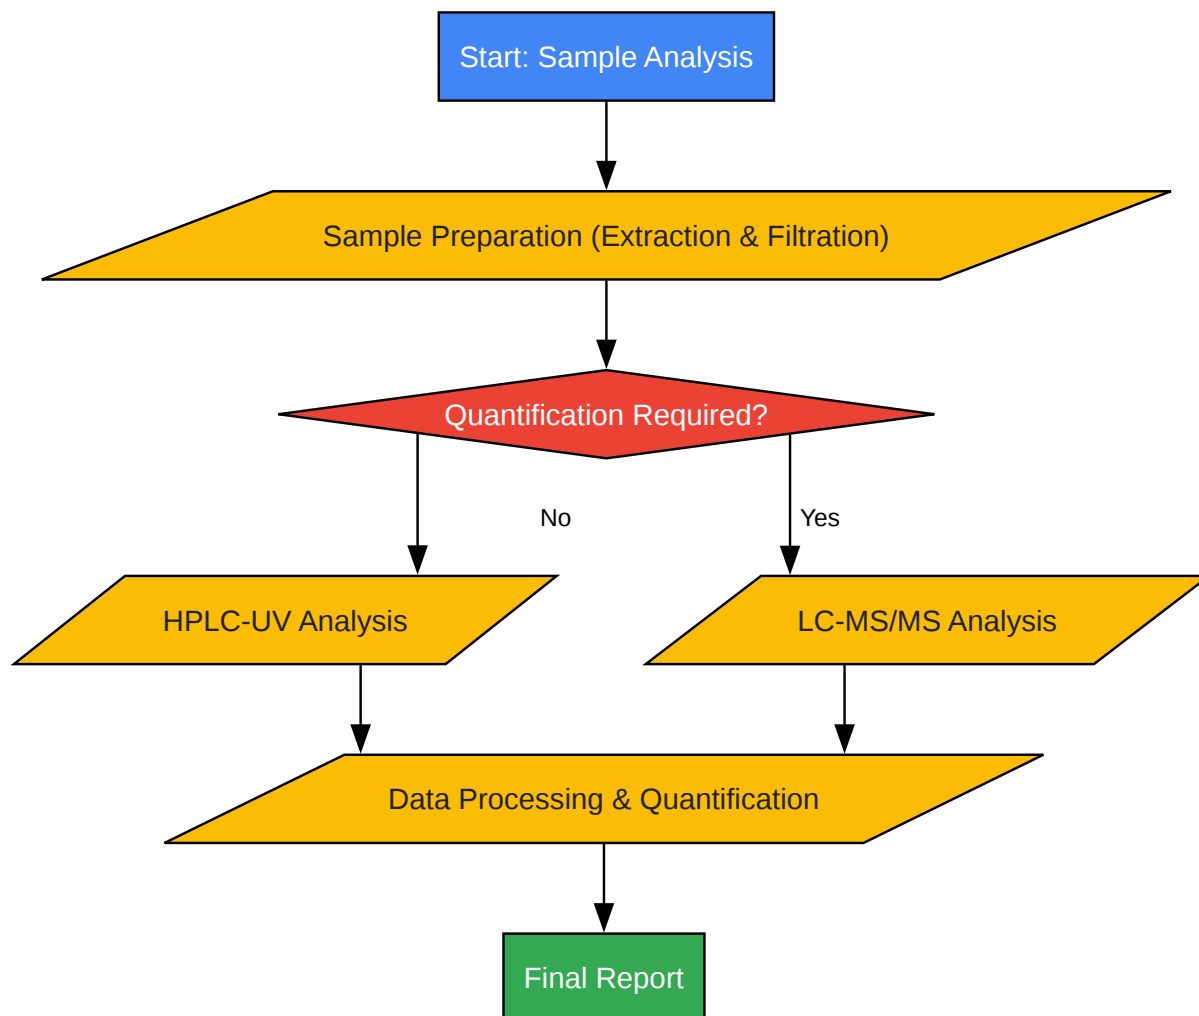 Start: Sample Analysis
Sample Preparation (Extraction & Filtration)
Quantification Required?
No
Yes
HPLC-UV Analysis
LC-MS/MS Analysis
Data Processing & Quantification
Final Report